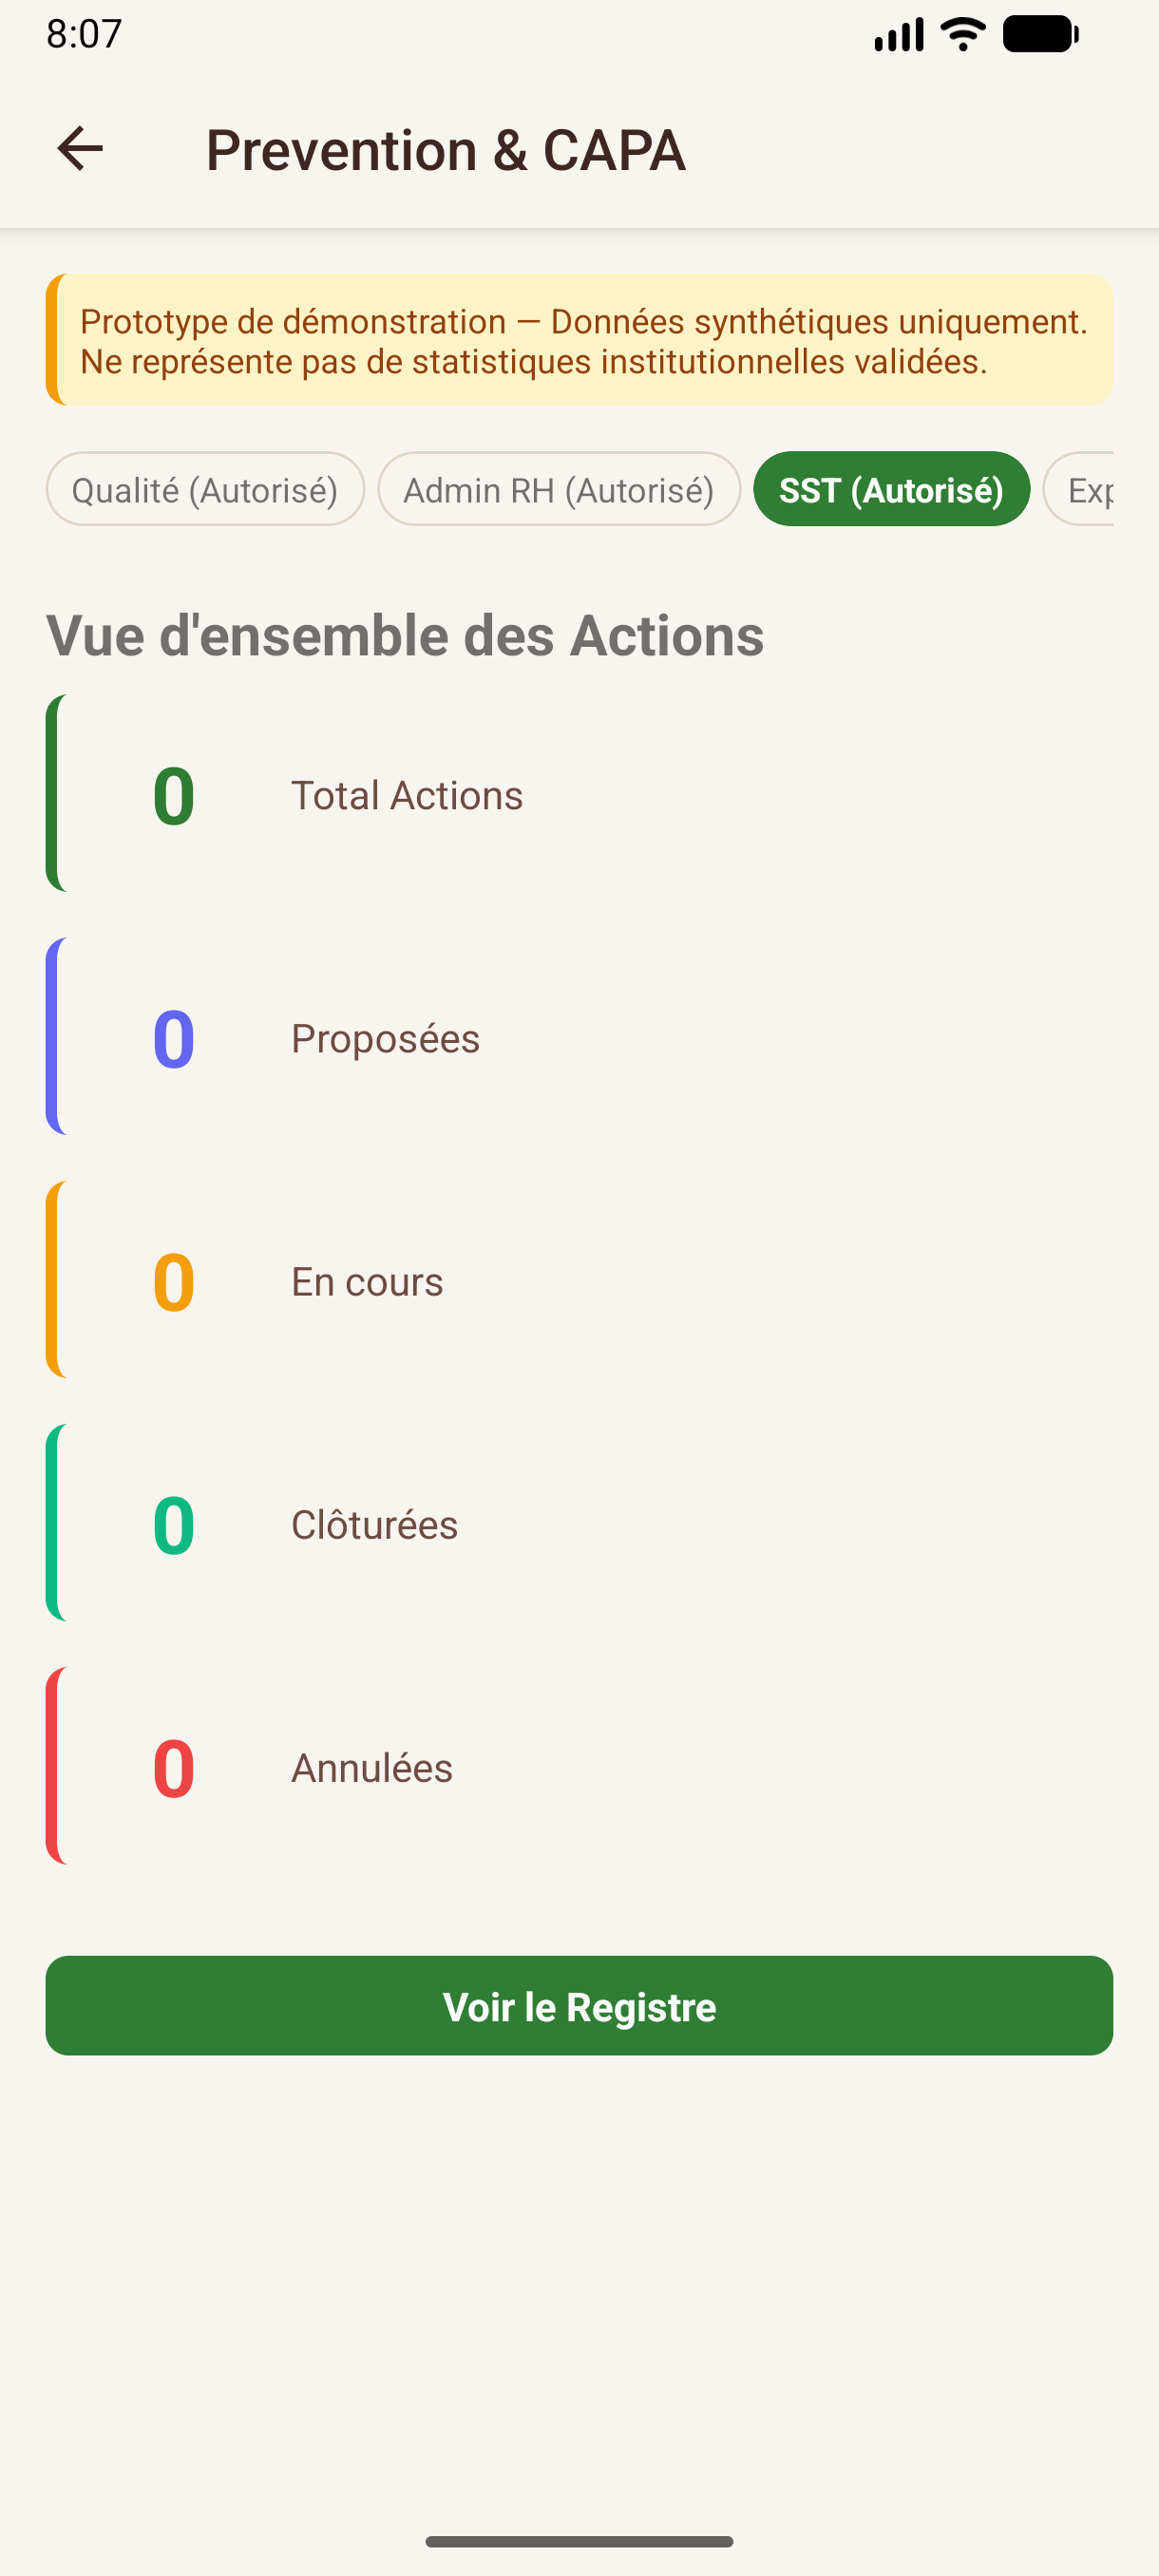 8:07
Prevention & CAPA
Prototype de démonstration — Données synthétiques uniquement.
Ne représente pas de statistiques institutionnelles validées.
Qualité (Autorisé)
Admin RH (Autorisé)
SST (Autorisé)
Vue d'ensemble des Actions
0 Total Actions
0 Proposées
0 En cours
0 Clôturées
0 Annulées
Voir le Registre